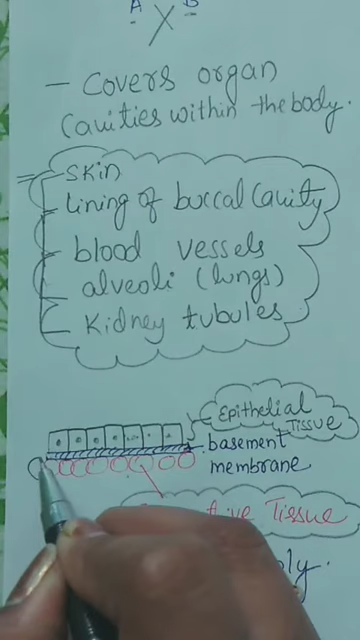 A B
- Covers organ
Cavities within the body.
Skin
lining of buccal Cavity
blood vessels
alveoli (lungs)
Kidney tubules
Epithelial
Tissue
basement
membrane
Tissue